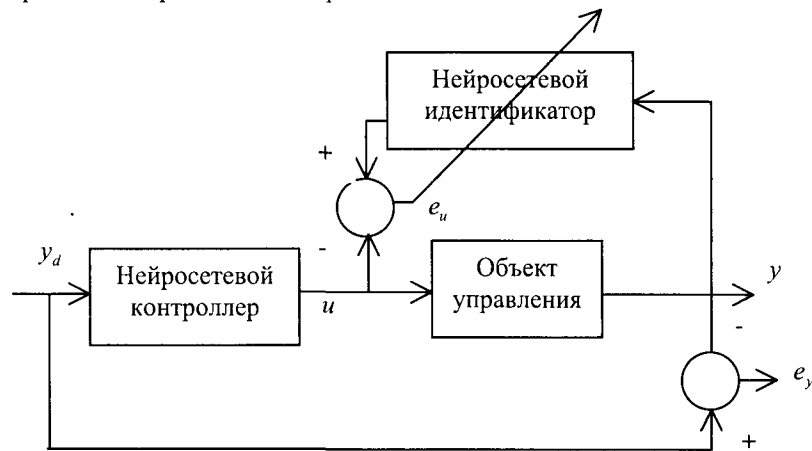 Нейросетевой
идентификатор
+
e_u
-
y_d
Нейросетевой
контроллер
u
Объект
управления
y
-
e_y
+